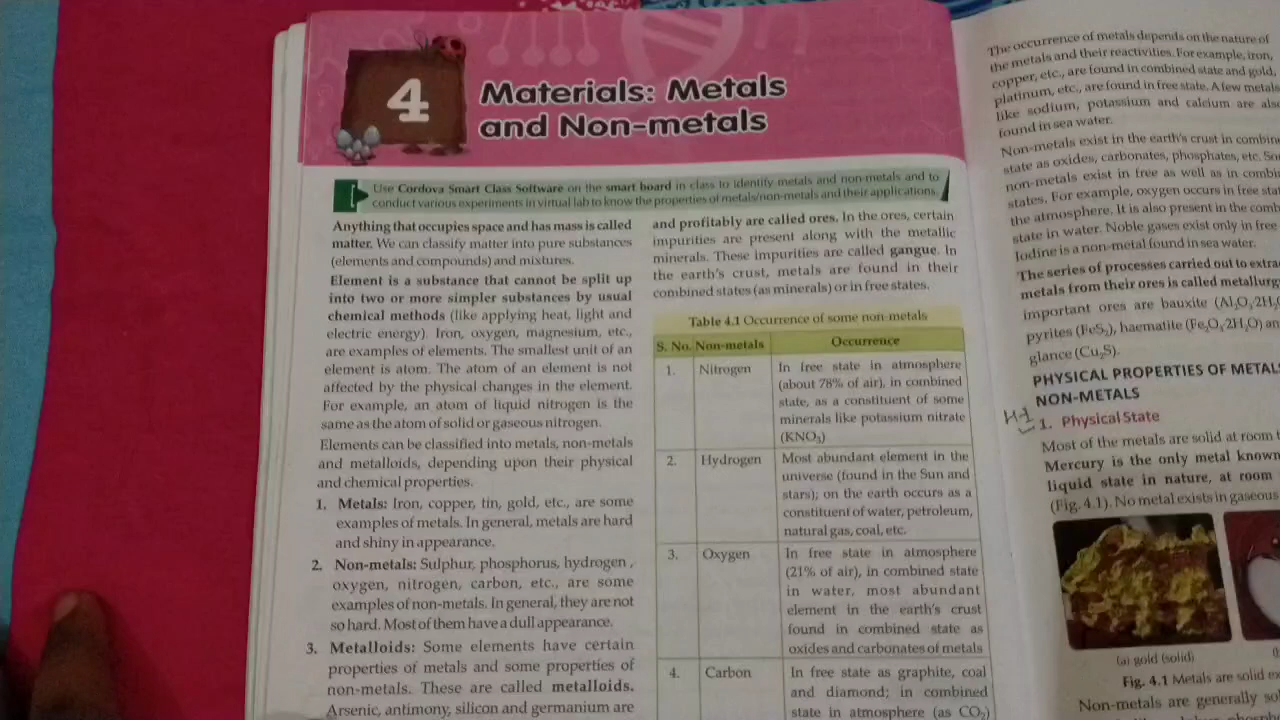 4
Materials: Metals
and Non-metals
Use Cordova Smart Class Software on the smart board in class to identify metals and non-metals and to
conduct various experiments in virtual lab to know the properties of metals/non-metals and their applications.
Anything that occupies space and has mass is called
matter. We can classify matter into pure substances
(elements and compounds) and mixtures.
Element is a substance that cannot be split up
into two or more simpler substances by usual
chemical methods (like applying heat, light and
electric energy). Iron, oxygen, magnesium, etc.,
are examples of elements. The smallest unit of an
element is atom. The atom of an element is not
affected by the physical changes in the element.
For example, an atom of liquid nitrogen is the
same as the atom of solid or gaseous nitrogen.
Elements can be classified into metals, non-metals
and metalloids, depending upon their physical
and chemical properties.
1. Metals: Iron, copper, tin, gold, etc., are some
examples of metals. In general, metals are hard
and shiny in appearance.
2. Non-metals: Sulphur, phosphorus, hydrogen,
oxygen, nitrogen, carbon, etc., are some
examples of non-metals. In general, they are not
so hard. Most of them have a dull appearance.
3. Metalloids: Some elements have certain
properties of metals and some properties of
non-metals. These are called metalloids.
Arsenic, antimony, silicon and germanium are
and profitably are called ores. In the ores, certain
impurities are present along with the metallic
minerals. These impurities are called gangue. In
the earth's crust, metals are found in their
combined states (as minerals) or in free states.
Table 4.1 Occurrence of some non-metals
S. No. Non-metals Occurrence
1. Nitrogen In free state in atmosphere
(about 78% of air), in combined
state, as a constituent of some
minerals like potassium nitrate
(KNO₃)
2. Hydrogen Most abundant element in the
universe (found in the Sun and
stars); on the earth occurs as a
constituent of water, petroleum,
natural gas, coal, etc.
3. Oxygen In free state in atmosphere
(21% of air), in combined state
in water, most abundant
element in the earth's crust
found in combined state as
oxides and carbonates of metals
4. Carbon In free state as graphite, coal
and diamond; in combined
state in atmosphere (as CO₂)
The occurrence of metals depends on the nature of
the metals and their reactivities. For example, iron,
copper, etc., are found in combined state and gold,
platinum, etc., are found in free state. A few metals
like sodium, potassium and calcium are also
found in sea water.
Non-metals exist in the earth's crust in
state as oxides, carbonates, phosphates, etc.
non-metals exist in free as well as in
states. For example, oxygen occurs in free
the atmosphere. It is also present in the
state in water. Noble gases exist only in free
Iodine is a non-metal found in sea water.
The series of processes carried out to
metals from their ores is called
important ores are bauxite (Al₂O₃·2H₂O
pyrites (FeS₂), haematite (Fe₂O₃·2H₂O)
glance (Cu₂S).
PHYSICAL PROPERTIES OF
NON-METALS
1. Physical State
Most of the metals are solid at room
Mercury is the only metal known
liquid state in nature, at room
(Fig. 4.1). No metal exists in gaseous
(a) gold (solid)
Fig. 4.1 Metals are solid
Non-metals are generally